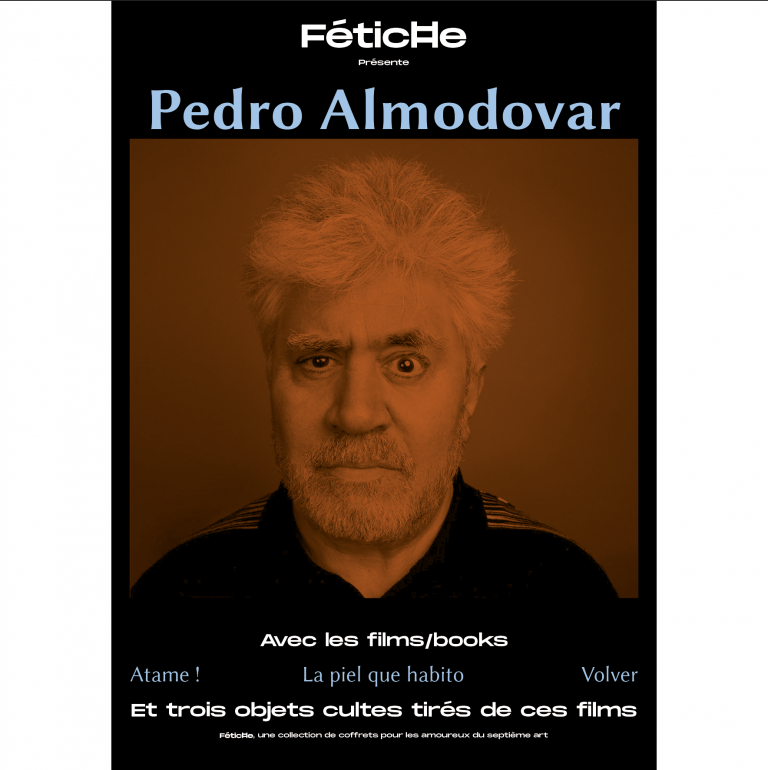 FéticHe
Présente
Pedro Almodovar
Avec les films/books
Atame ! La piel que habito Volver
Et trois objets cultes tirés de ces films
FéticHe, une collection de coffrets pour les amoureux du septième art